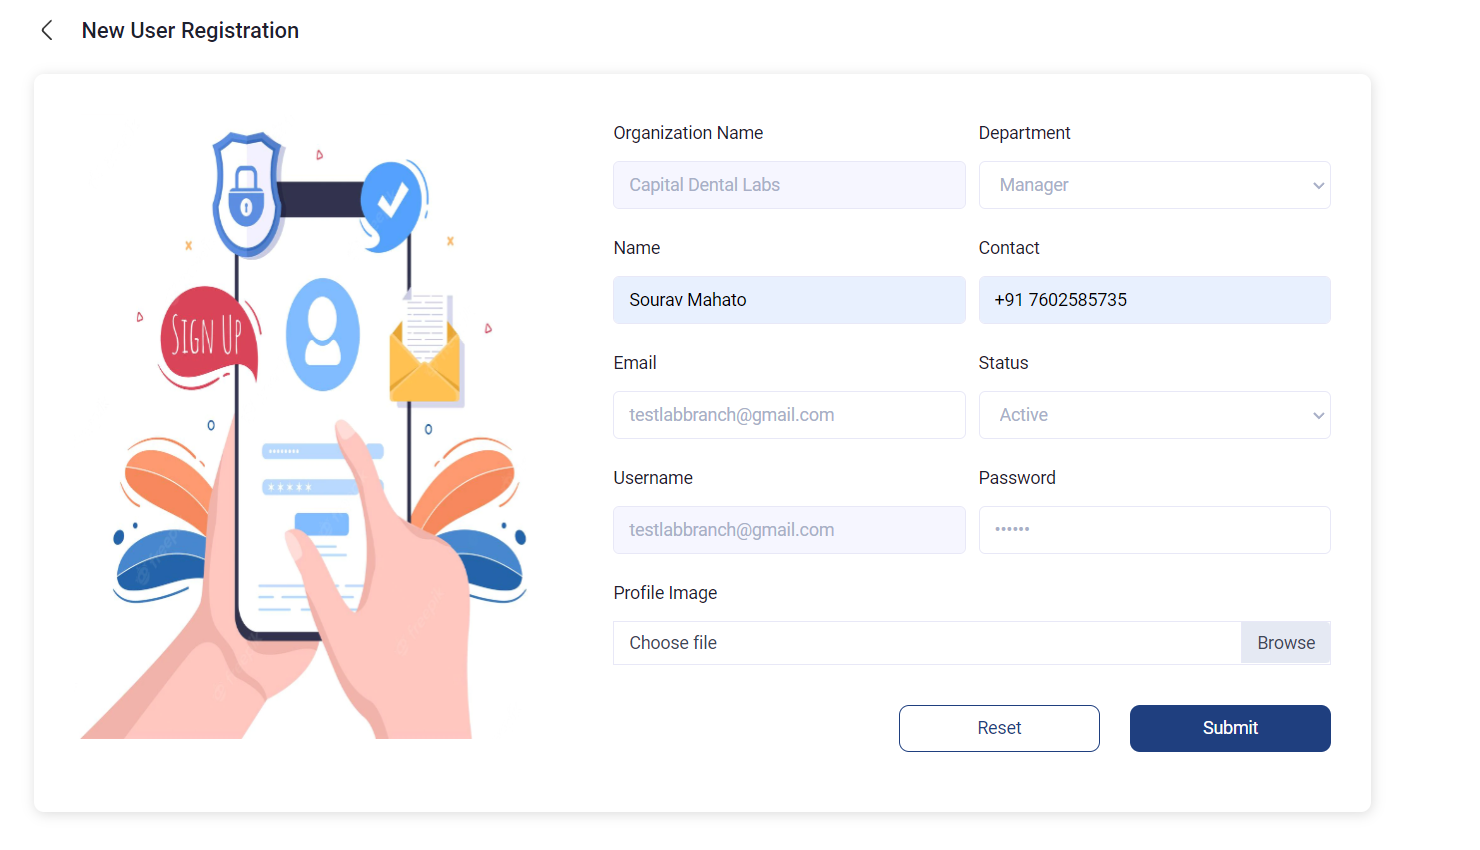 New User Registration
Organization Name
Department
Capital Dental Labs
Manager
Name
Contact
Sourav Mahato
+91 7602585735
Email
Status
testlabbranch@gmail.com
Active
Username
Password
testlabbranch@gmail.com
••••••
Profile Image
Choose file
Browse
Reset
Submit
SIGN UP
*****